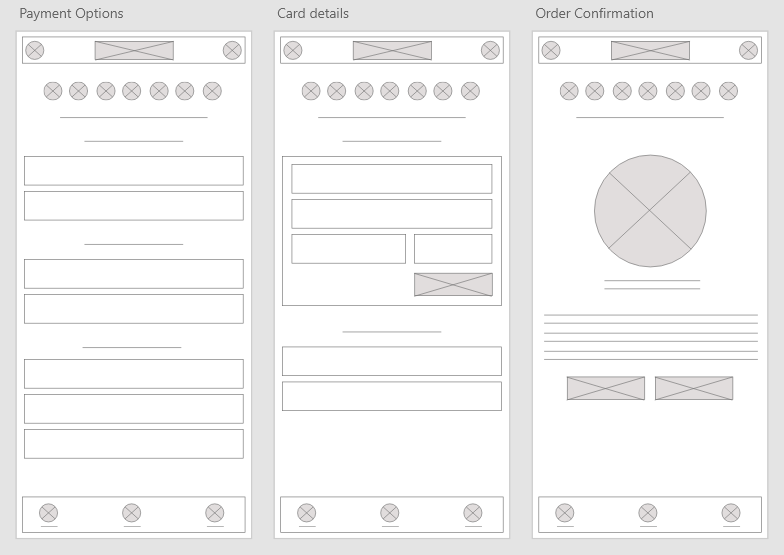 Payment Options
Card details
Order Confirmation